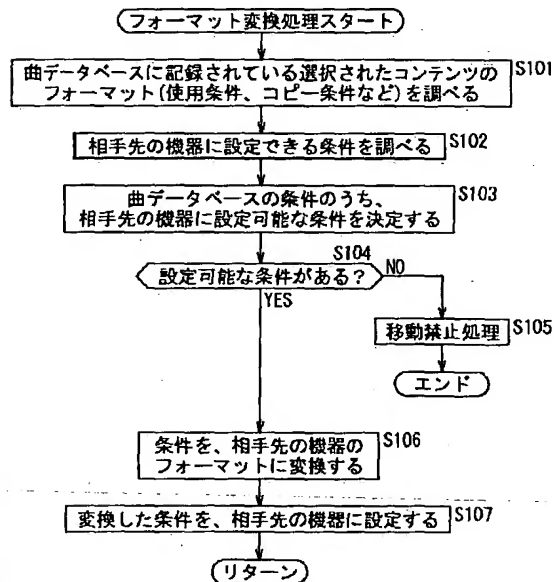 フォーマット変換処理スタート
曲データベースに記録されている選択されたコンテンツの
フォーマット(使用条件、コピー条件など)を調べる
S101
相手先の機器に設定できる条件を調べる
S102
曲データベースの条件のうち、
相手先の機器に設定可能な条件を決定する
S103
S104
設定可能な条件がある?
NO
YES
移動禁止処理
S105
エンド
条件を、相手先の機器の
フォーマットに変換する
S106
変換した条件を、相手先の機器に設定する
S107
リターン